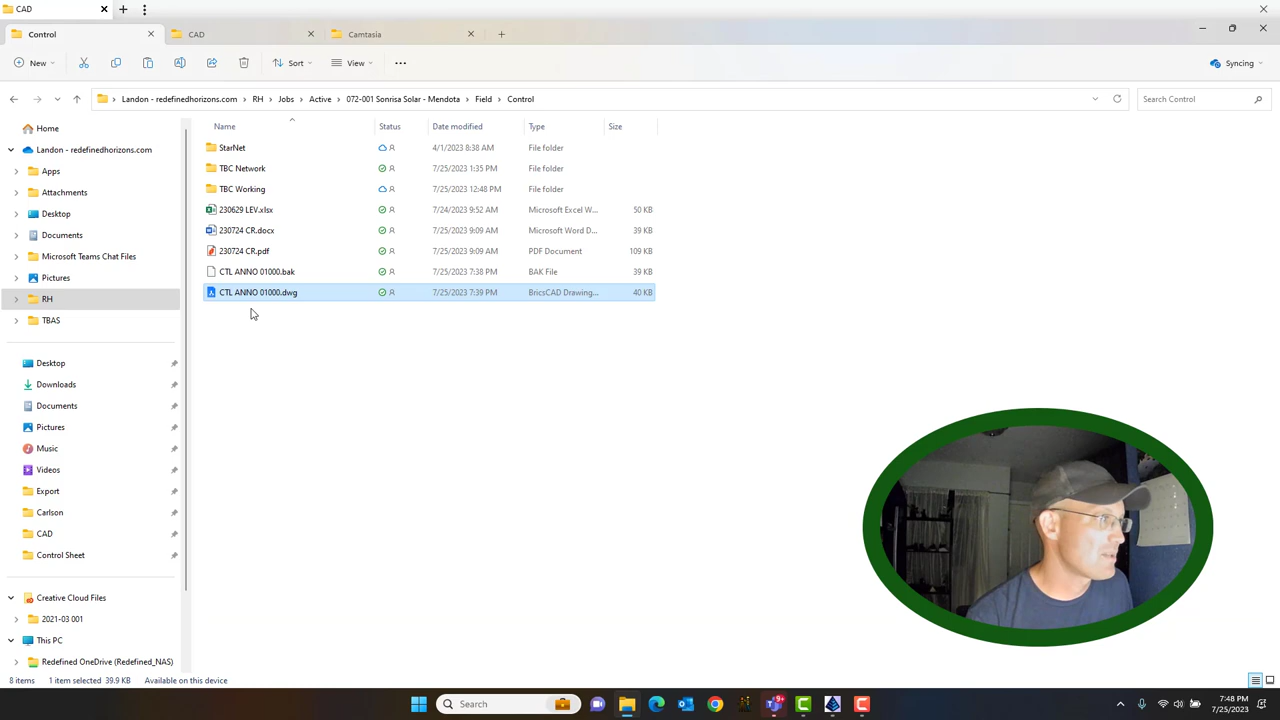 CAD
Control
CAD
Camtasia
New
Sort
View
Syncing
Landon - redefinedhorizons.com > RH > Jobs > Active > 072-001 Sonrisa Solar - Mendota > Field > Control
Search Control
Name Status Date modified Type Size
StarNet 4/1/2023 8:38 AM File folder
TBC Network 7/25/2023 1:35 PM File folder
TBC Working 7/25/2023 12:48 PM File folder
230629 LEV.xlsx 7/24/2023 9:52 AM Microsoft Excel W... 50 KB
230724 CR.docx 7/25/2023 9:09 AM Microsoft Word D... 39 KB
230724 CR.pdf 7/25/2023 9:09 AM PDF Document 109 KB
CTL ANNO 01000.bak 7/25/2023 7:38 PM BAK File 39 KB
CTL ANNO 01000.dwg 7/25/2023 7:39 PM BricsCAD Drawing... 40 KB
Home
Landon - redefinedhorizons.com
Apps
Attachments
Desktop
Documents
Microsoft Teams Chat Files
Pictures
RH
TBAS
Desktop
Downloads
Documents
Pictures
Music
Videos
Export
Carlson
CAD
Control Sheet
Creative Cloud Files
2021-03 001
This PC
Redefined OneDrive (Redefined_NAS)
8 items 1 item selected 39.9 KB Available on this device
Search
9+
7:48 PM
7/25/2023